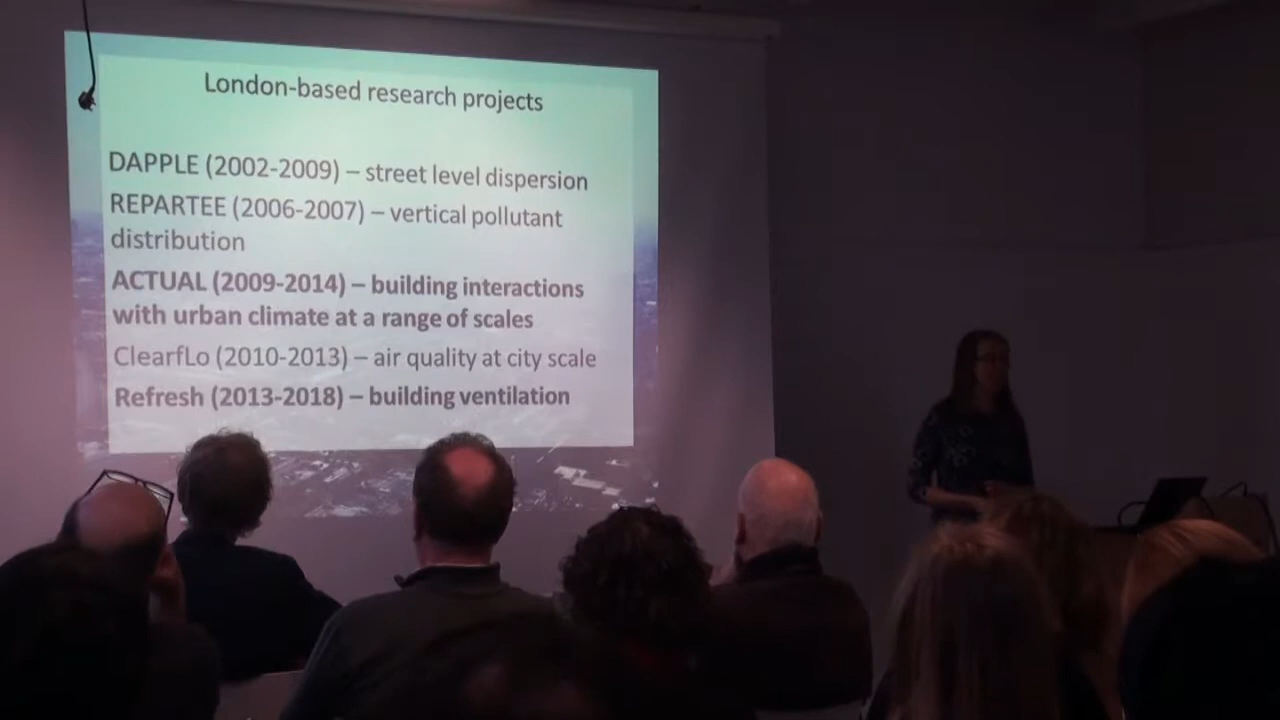 London-based research projects
DAPPLE (2002-2009) – street level dispersion
REPARTEE (2006-2007) – vertical pollutant
distribution
ACTUAL (2009-2014) – building interactions
with urban climate at a range of scales
ClearfLo (2010-2013) – air quality at city scale
Refresh (2013-2018) – building ventilation